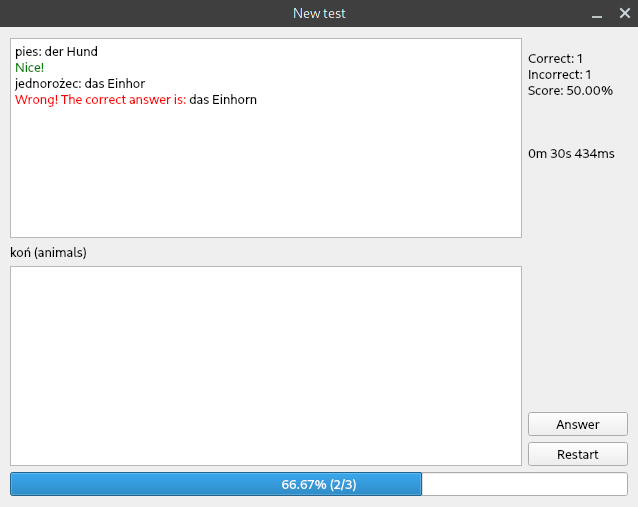 New test
pies: der Hund
Nice!
jednorożec: das Einhor
Wrong! The correct answer is: das Einhorn
Correct: 1
Incorrect: 1
Score: 50.00%
0m 30s 434ms
koń (animals)
Answer
Restart
66.67% (2/3)